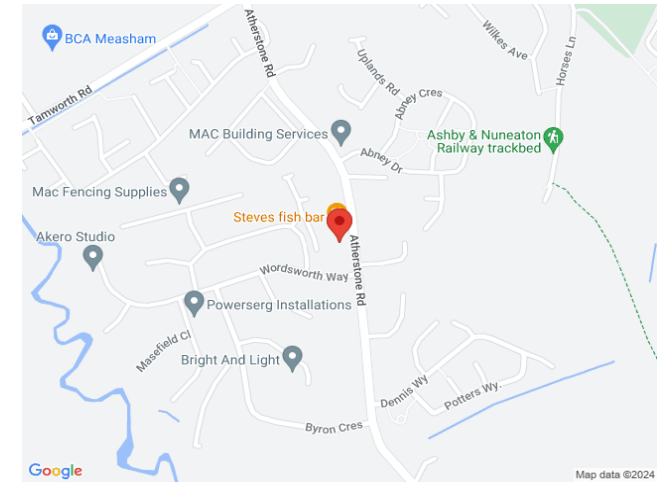 BCA Measham
Tamworth Rd
Atherstone Rd
Uplands Rd
Wilkes Ave
Horses Ln
Abney Cres
MAC Building Services
Abney Dr
Ashby & Nuneaton
Railway trackbed
Mac Fencing Supplies
Steves fish bar
Akero Studio
Atherstone Rd
Wordsworth Way
Powerserg Installations
Masefield Cl
Bright And Light
Dennis Wy
Potters Wy.
Byron Cres
Google
Map data ©2024